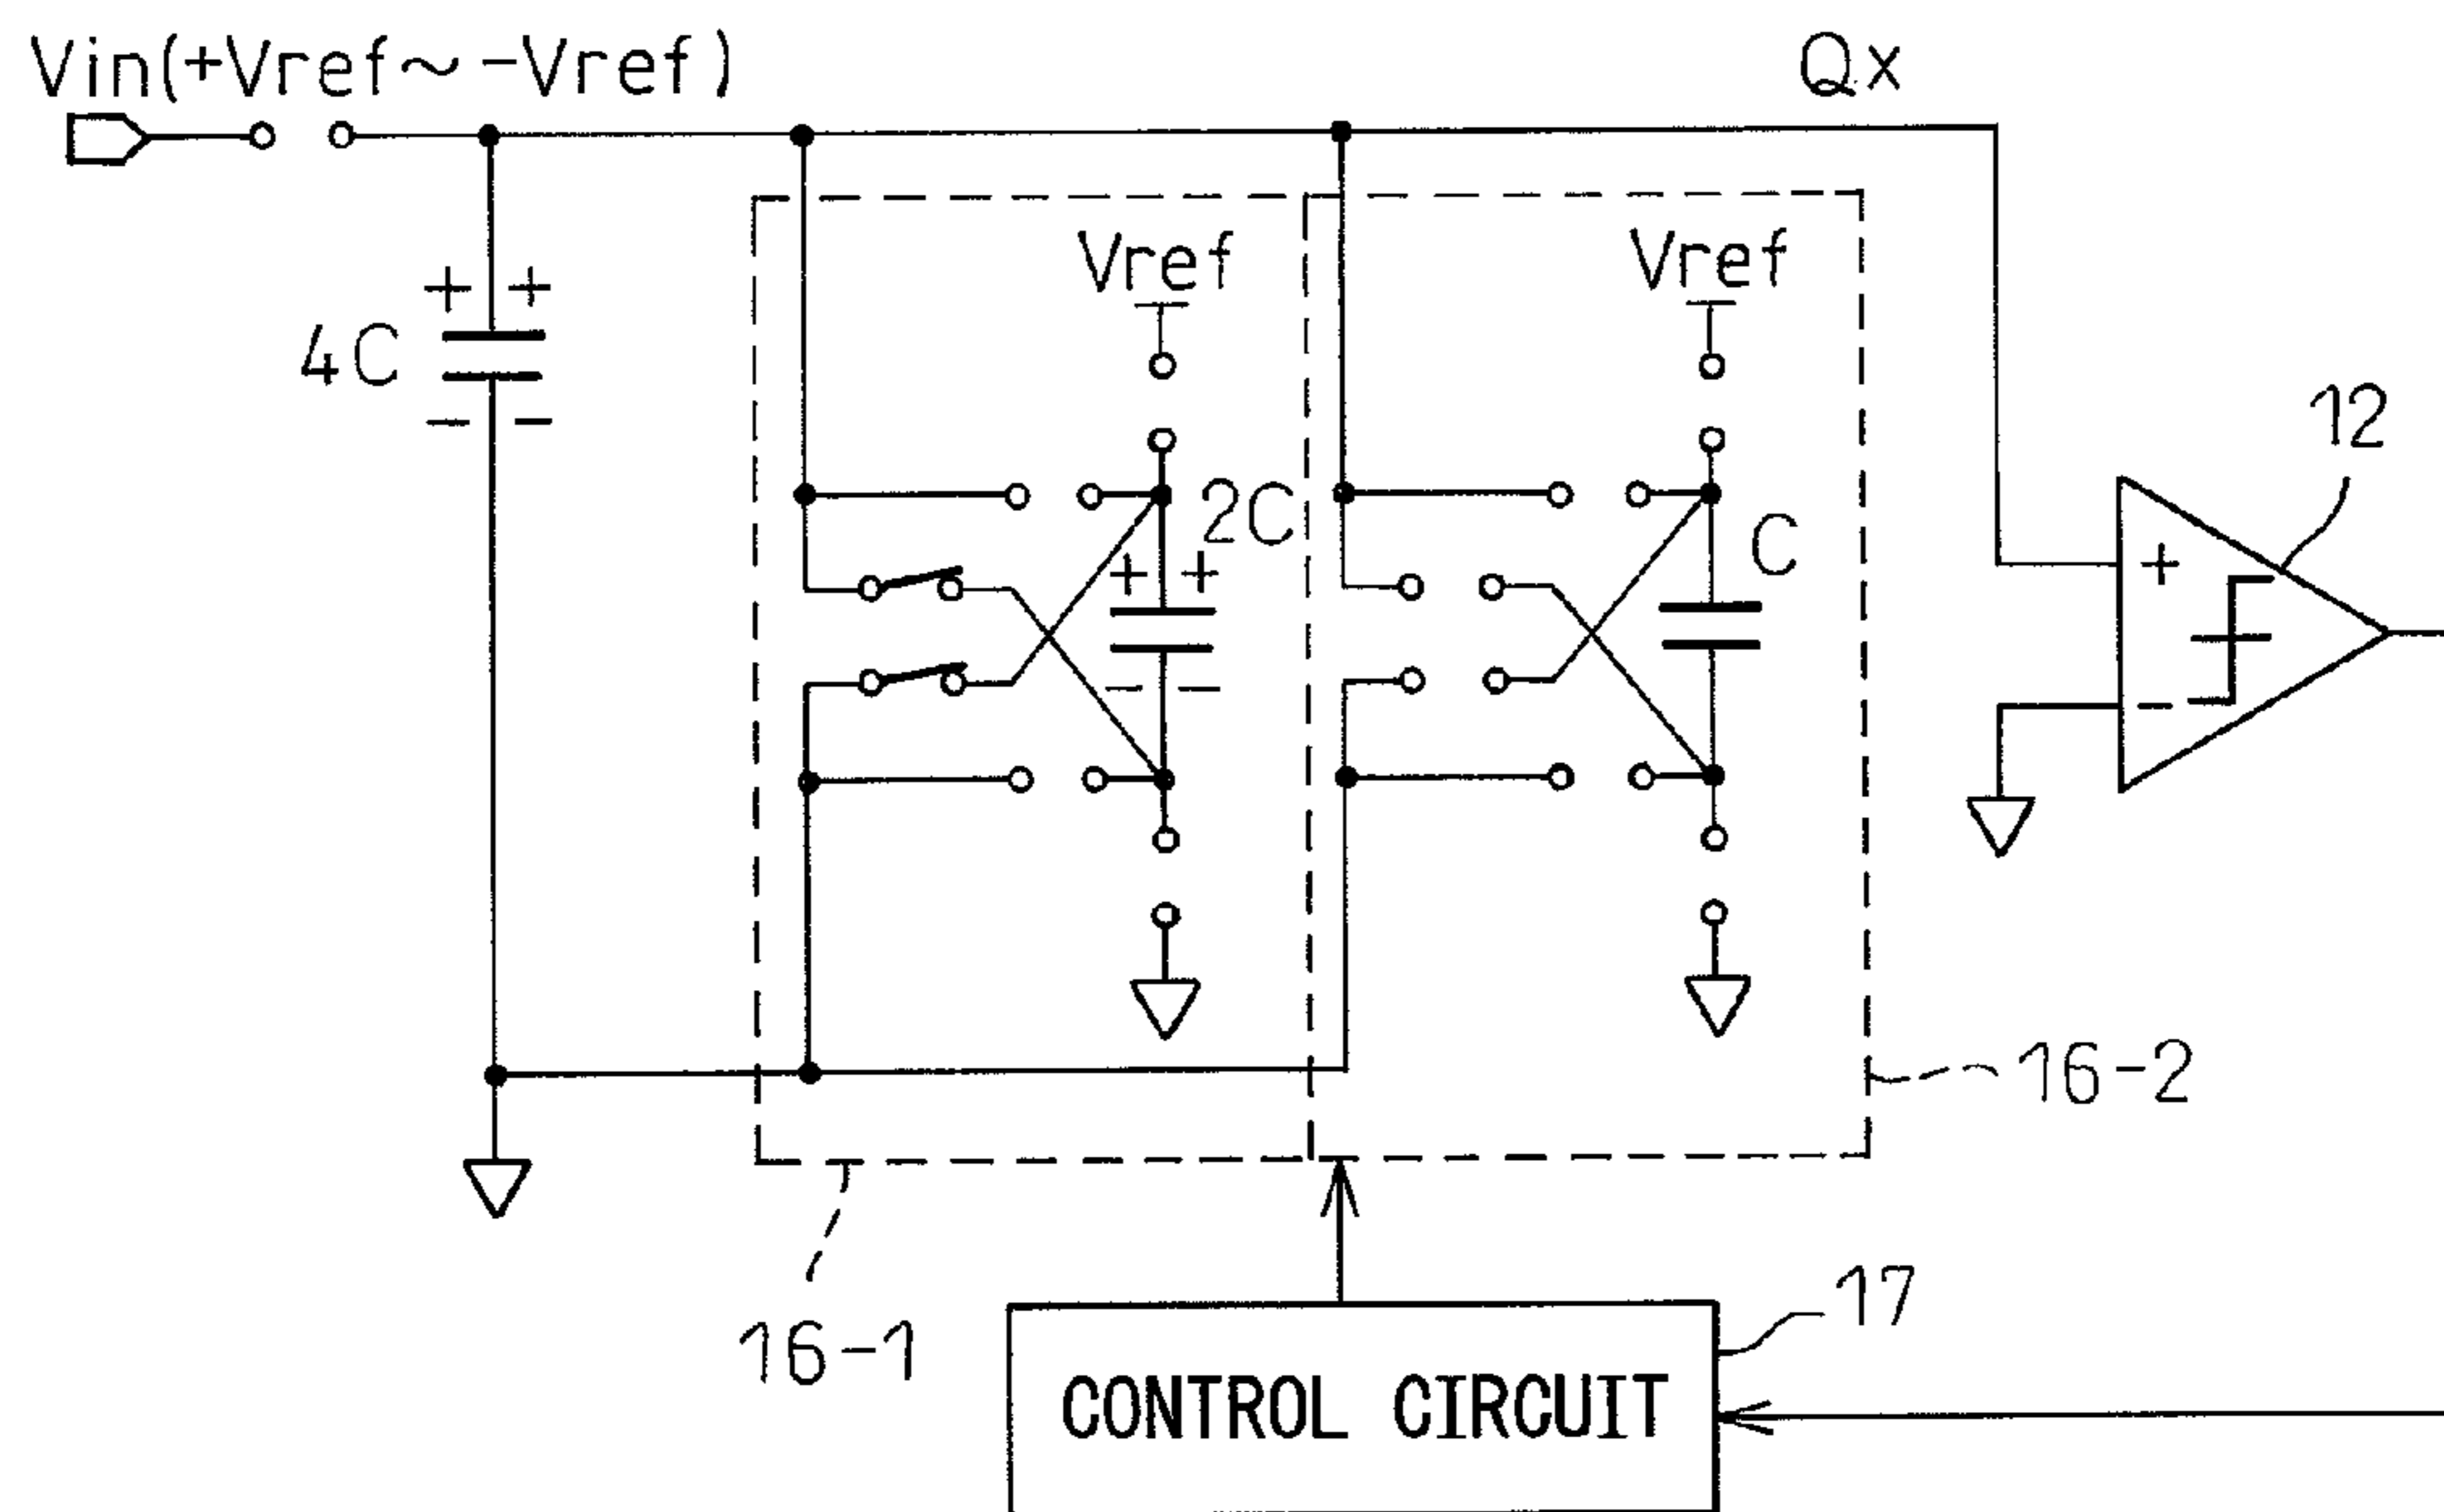 Vin(+Vref~-Vref)
Qx
Vref
Vref
+ +
4C
- -
12
2C
+ +
- -
C
+
-
16-2
16-1
17
CONTROL CIRCUIT